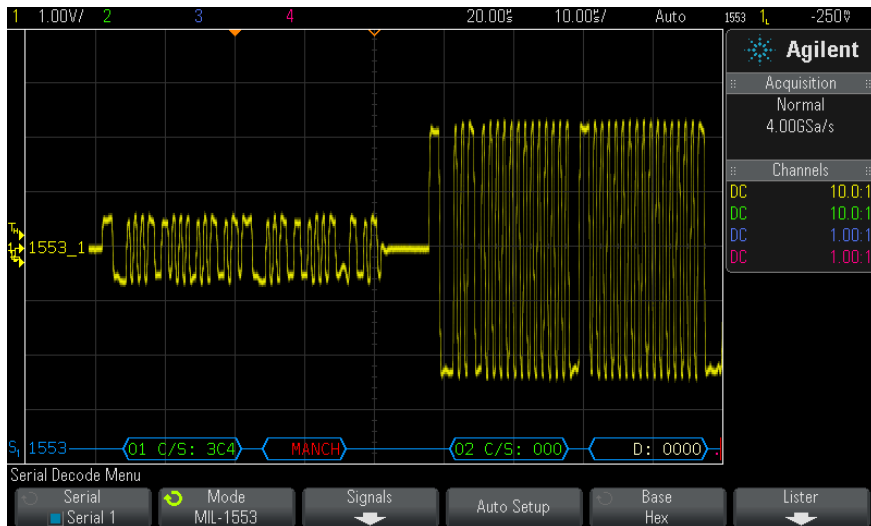 1 1.00V/ 2 3 4 20.00s 10.00s/ Auto 1553 1 -250
Agilent
Acquisition
Normal
4.00GSa/s
Channels
DC 10.0:1
DC 10.0:1
DC 1.00:1
DC 1.00:1
1553_1
S1 1553 01 C/S: 3C4 MANCH 02 C/S: 000 D: 0000
Serial Decode Menu
Serial Mode Signals Auto Setup Base Lister
Serial 1 MIL-1553 Hex